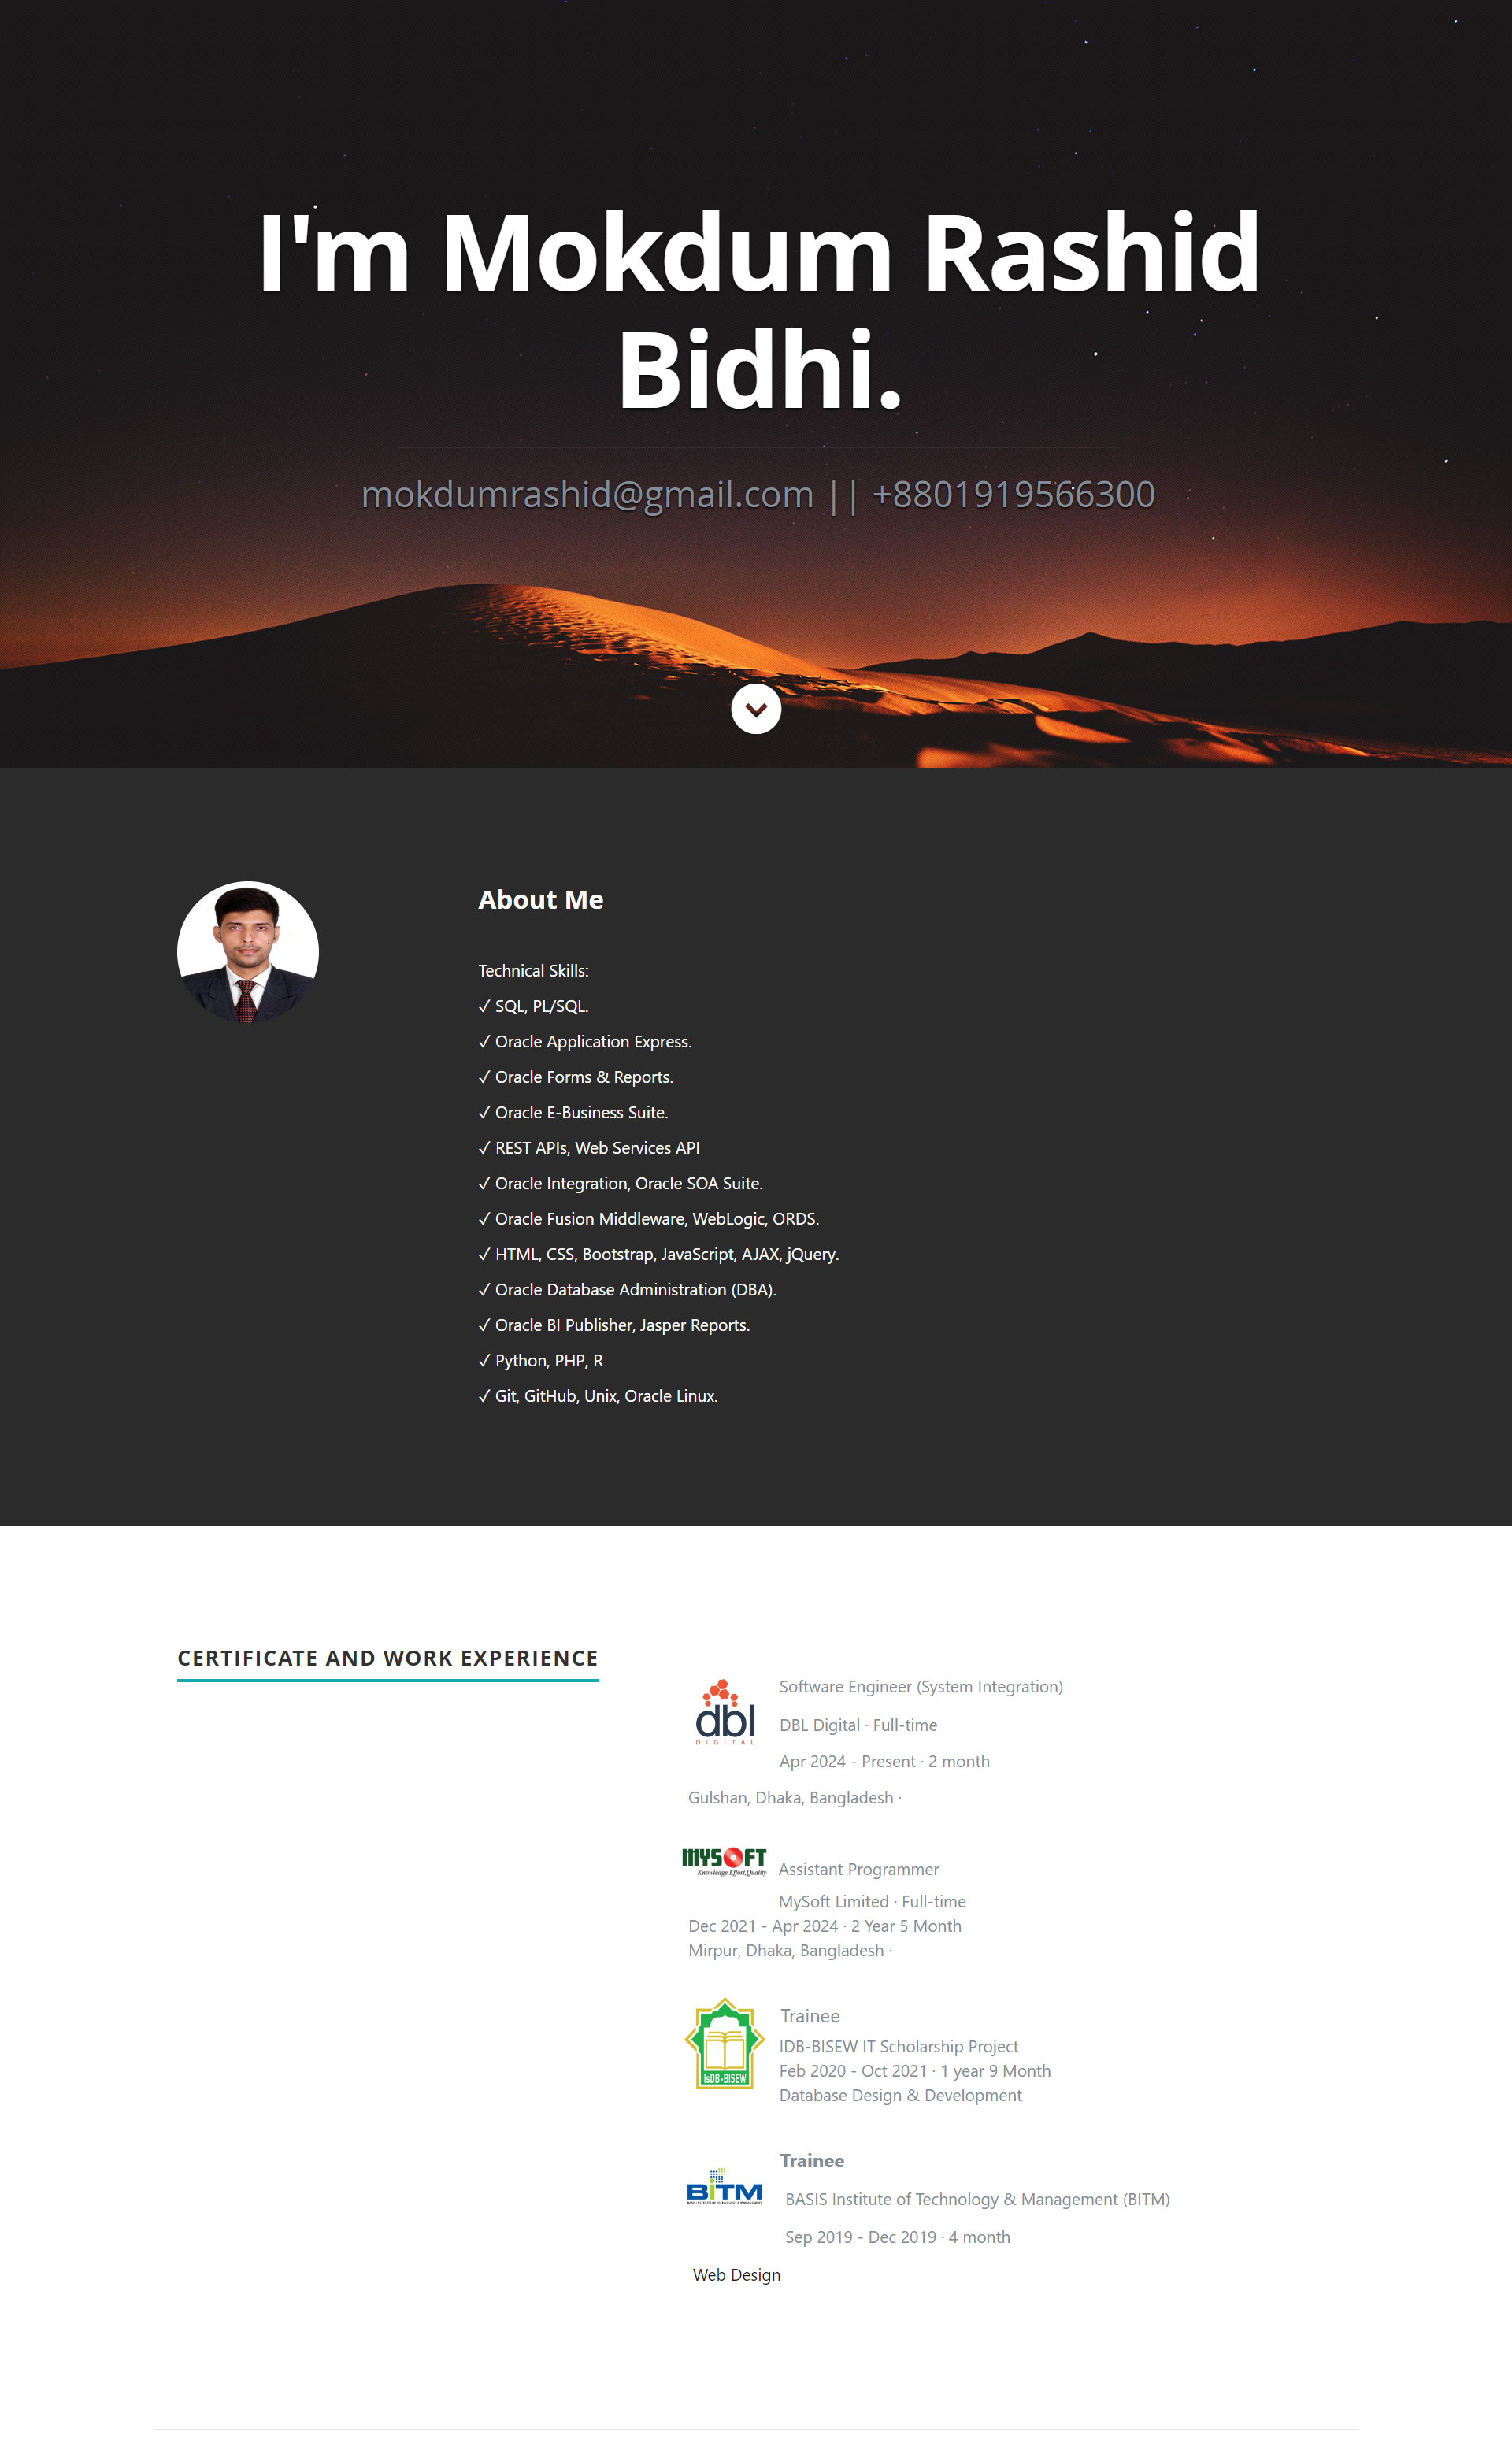 I'm Mokdum Rashid
Bidhi.
mokdumrashid@gmail.com || +8801919566300
About Me
Technical Skills:
✓ SQL, PL/SQL.
✓ Oracle Application Express.
✓ Oracle Forms & Reports.
✓ Oracle E-Business Suite.
✓ REST APIs, Web Services API
✓ Oracle Integration, Oracle SOA Suite.
✓ Oracle Fusion Middleware, WebLogic, ORDS.
✓ HTML, CSS, Bootstrap, JavaScript, AJAX, jQuery.
✓ Oracle Database Administration (DBA).
✓ Oracle BI Publisher, Jasper Reports.
✓ Python, PHP, R
✓ Git, GitHub, Unix, Oracle Linux.
CERTIFICATE AND WORK EXPERIENCE
dbl
DIGITAL
Software Engineer (System Integration)
DBL Digital · Full-time
Apr 2024 - Present · 2 month
Gulshan, Dhaka, Bangladesh ·
MYSOFT
Knowledge,Effort,Quality
Assistant Programmer
MySoft Limited · Full-time
Dec 2021 - Apr 2024 · 2 Year 5 Month
Mirpur, Dhaka, Bangladesh ·
IsDB-BISEW
Trainee
IDB-BISEW IT Scholarship Project
Feb 2020 - Oct 2021 · 1 year 9 Month
Database Design & Development
BITM
Trainee
BASIS Institute of Technology & Management (BITM)
Sep 2019 - Dec 2019 · 4 month
Web Design